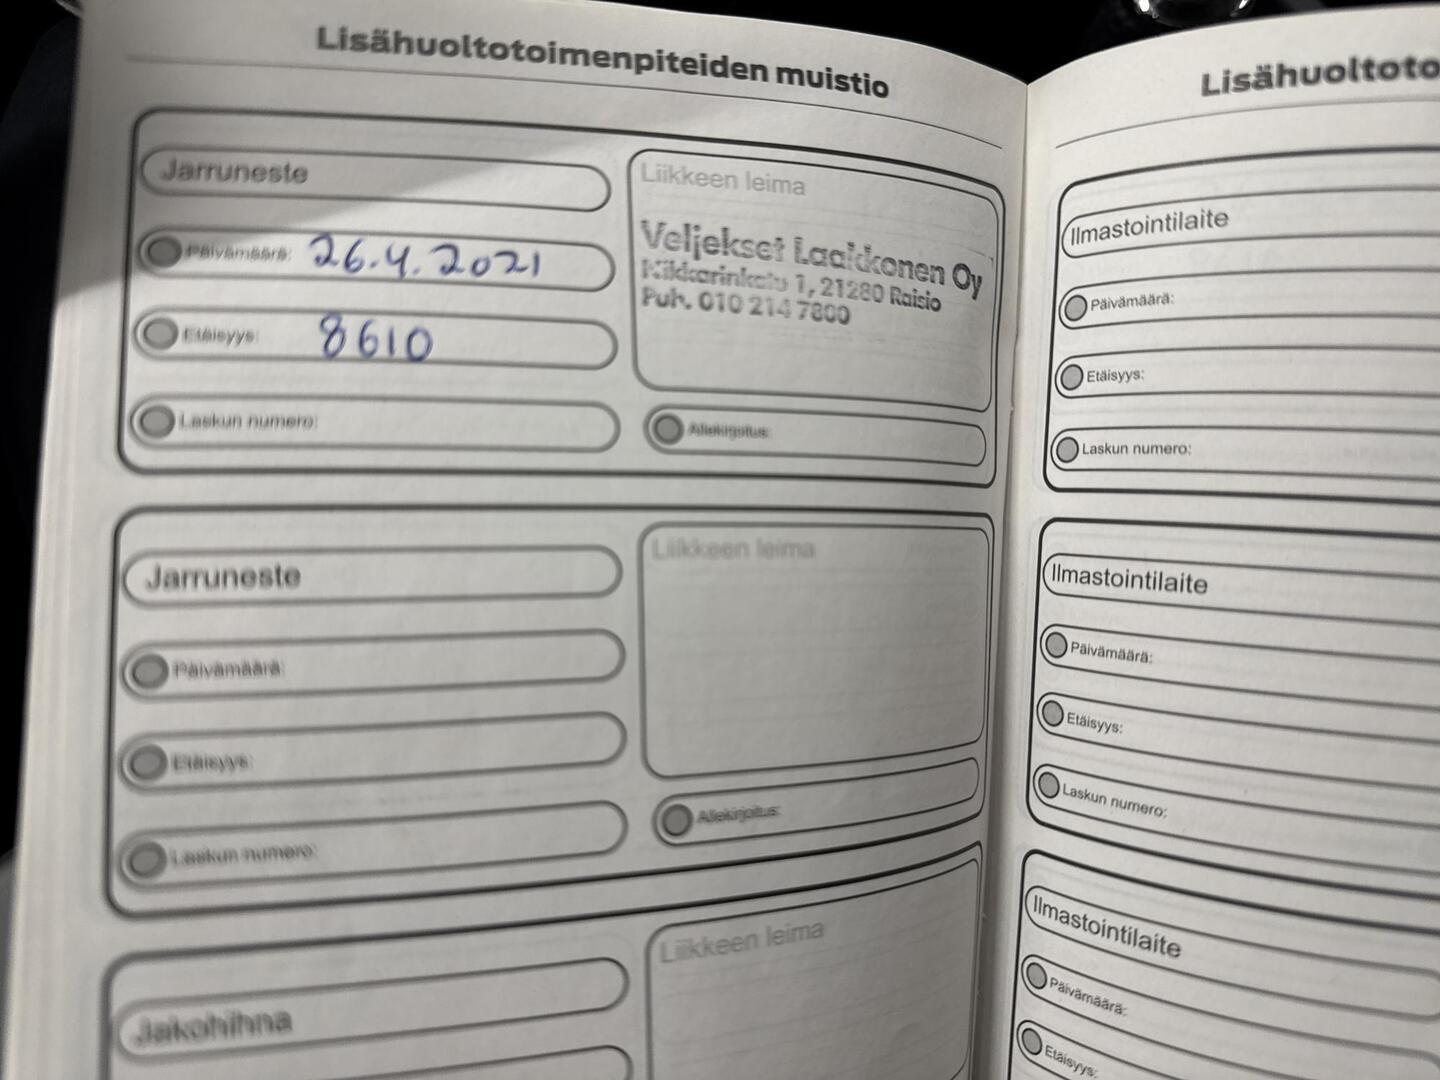 Lisähuoltotoimenpiteiden muistio
Jarruneste
Päivämäärä: 26.4.2021
Etäisyys: 8610
Laskun numero:
Liikkeen leima
Veljekset Laakkonen Oy
Kikkarinkatu 1, 21280 Raisio
Puh. 010 214 7800
Allekirjoitus:
Jarruneste
Päivämäärä:
Etäisyys:
Laskun numero:
Liikkeen leima
Allekirjoitus:
Jakohihna
Liikkeen leima
Lisähuoltoto
Ilmastointilaite
Päivämäärä:
Etäisyys:
Laskun numero:
Ilmastointilaite
Päivämäärä:
Etäisyys:
Laskun numero:
Ilmastointilaite
Päivämäärä:
Etäisyys: